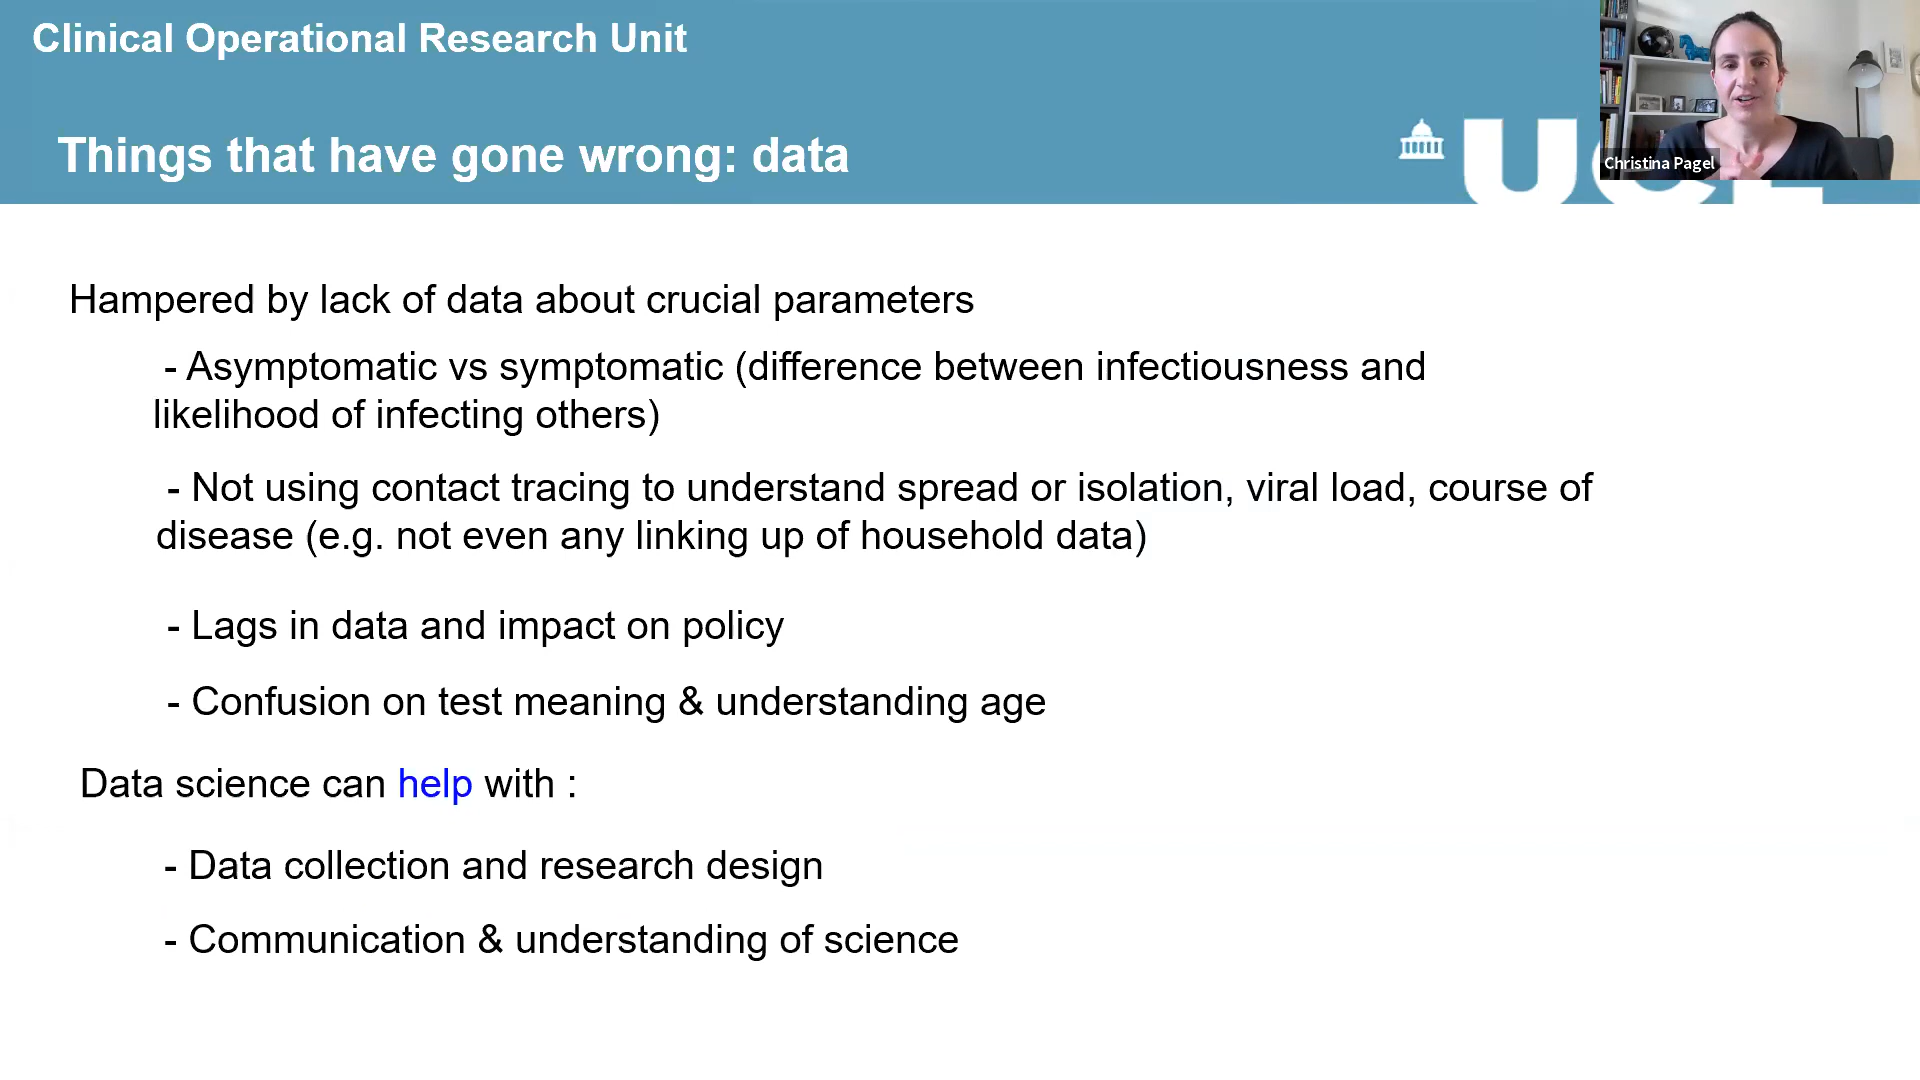 Clinical Operational Research Unit
Things that have gone wrong: data
Christina Pagel
Hampered by lack of data about crucial parameters
- Asymptomatic vs symptomatic (difference between infectiousness and
likelihood of infecting others)
- Not using contact tracing to understand spread or isolation, viral load, course of
disease (e.g. not even any linking up of household data)
- Lags in data and impact on policy
- Confusion on test meaning & understanding age
Data science can help with :
- Data collection and research design
- Communication & understanding of science